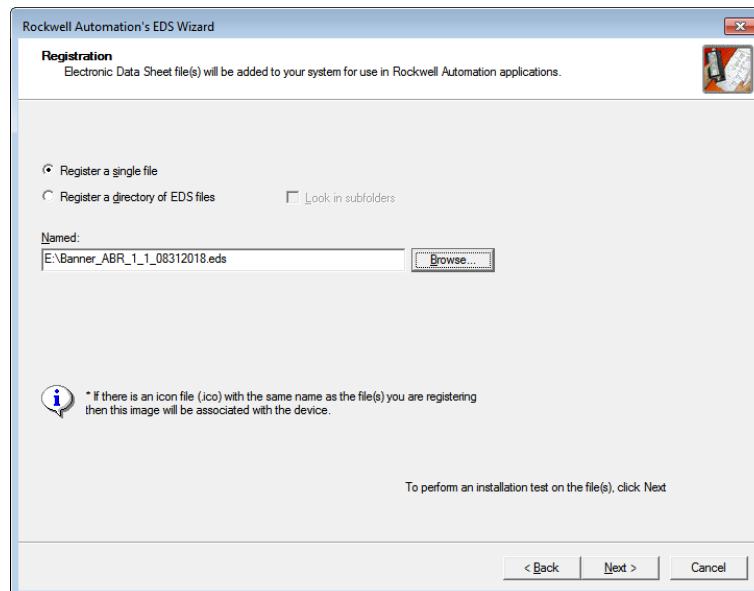 Rockwell Automation's EDS Wizard
Registration
Electronic Data Sheet file(s) will be added to your system for use in Rockwell Automation applications.
Register a single file
Register a directory of EDS files
Look in subfolders
Named:
E:\Banner_ABR_1_1_08312018.eds
Browse...
* If there is an icon file (.ico) with the same name as the file(s) you are registering
then this image will be associated with the device.
To perform an installation test on the file(s), click Next
< Back
Next >
Cancel